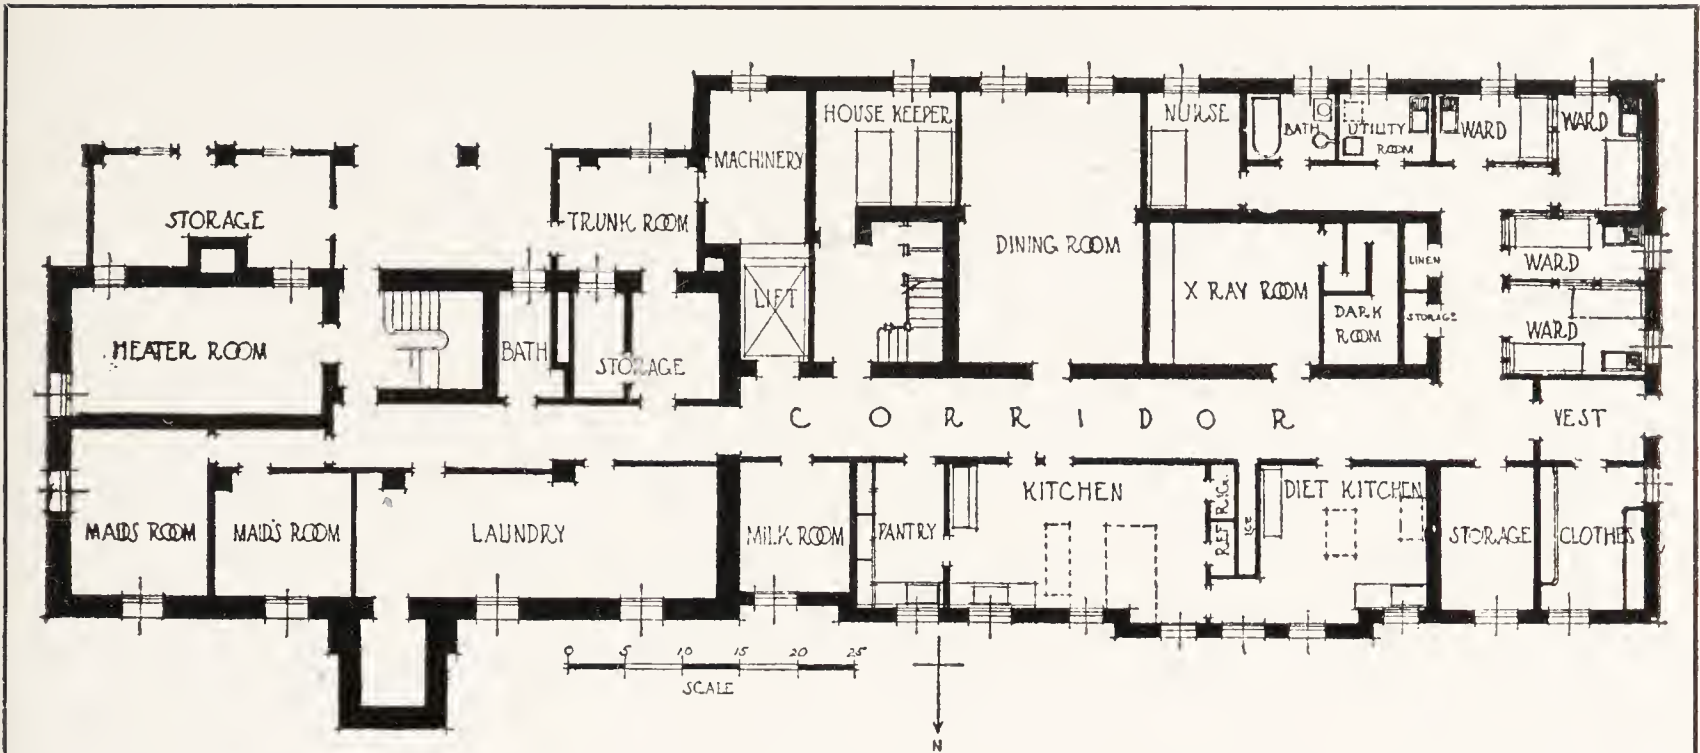 HOUSE KEEPER
NURSE
BATH
UTILITY
ROOM
WARD
WARD
MACHINERY
STORAGE
TRUNK ROOM
DINING ROOM
X RAY ROOM
LINEN
WARD
LIFT
DARK
ROOM
STORAGE
WARD
HEATER ROOM
BATH
STORAGE
CORRIDOR
VEST
MAIDS ROOM
MAID'S ROOM
LAUNDRY
MILK ROOM
PANTRY
KITCHEN
REFRIGR.
ICE
DIET KITCHEN
STORAGE
CLOTHES
0 5 10 15 20 25
SCALE
N